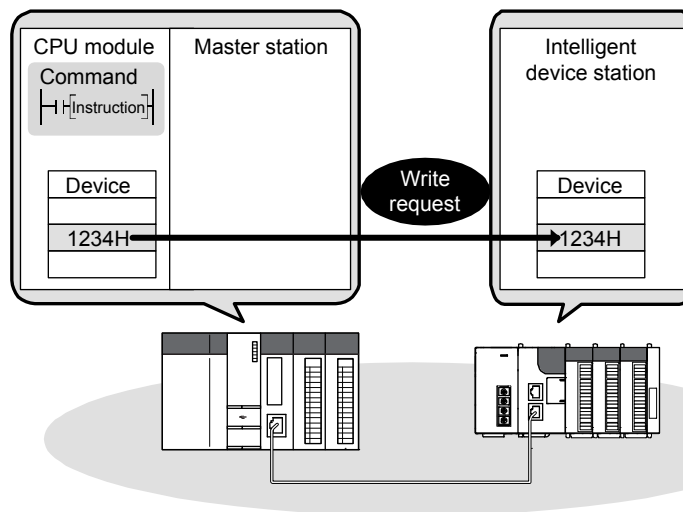 CPU module
Master station
Command
Instruction
Device
1234H
Write
request
Intelligent
device station
Device
1234H